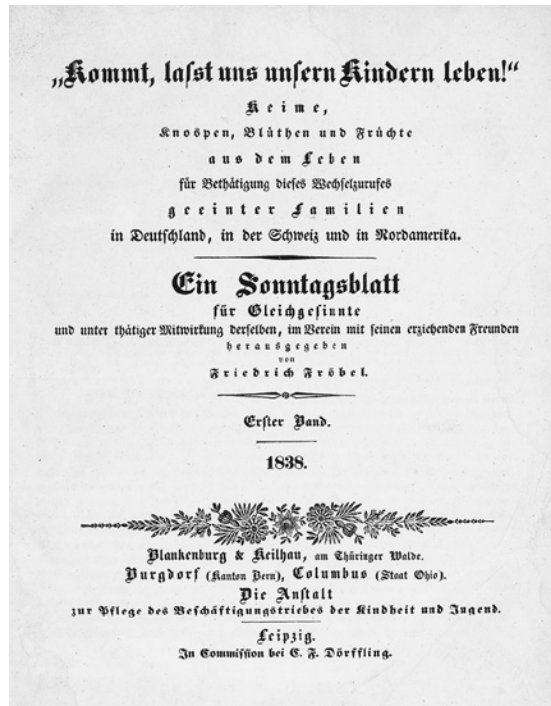 „Kommt, laſst uns unſern Kindern leben!“
Keime,
Knospen, Blüthen und Früchte
aus dem Leben
für Bethätigung dieſes Wechſelzurufes
geeinter Familien
in Deutſchland, in der Schweiz und in Nordamerika.
Ein Sonntagsblatt
für Gleichgeſinnte
und unter thätiger Mitwirkung derſelben, im Verein mit ſeinen erziehenden Freunden
herausgegeben
von
Friedrich Fröbel.
Erſter Band.
1838.
Blankenburg & Keilhau, am Thüringer Walde.
Burgdorf (Kanton Bern), Columbus (Staat Ohio).
Die Anſtalt
zur Pflege des Beſchäftigungstriebes der Kindheit und Jugend.
Leipzig.
In Commiſſion bei C. F. Dörffling.